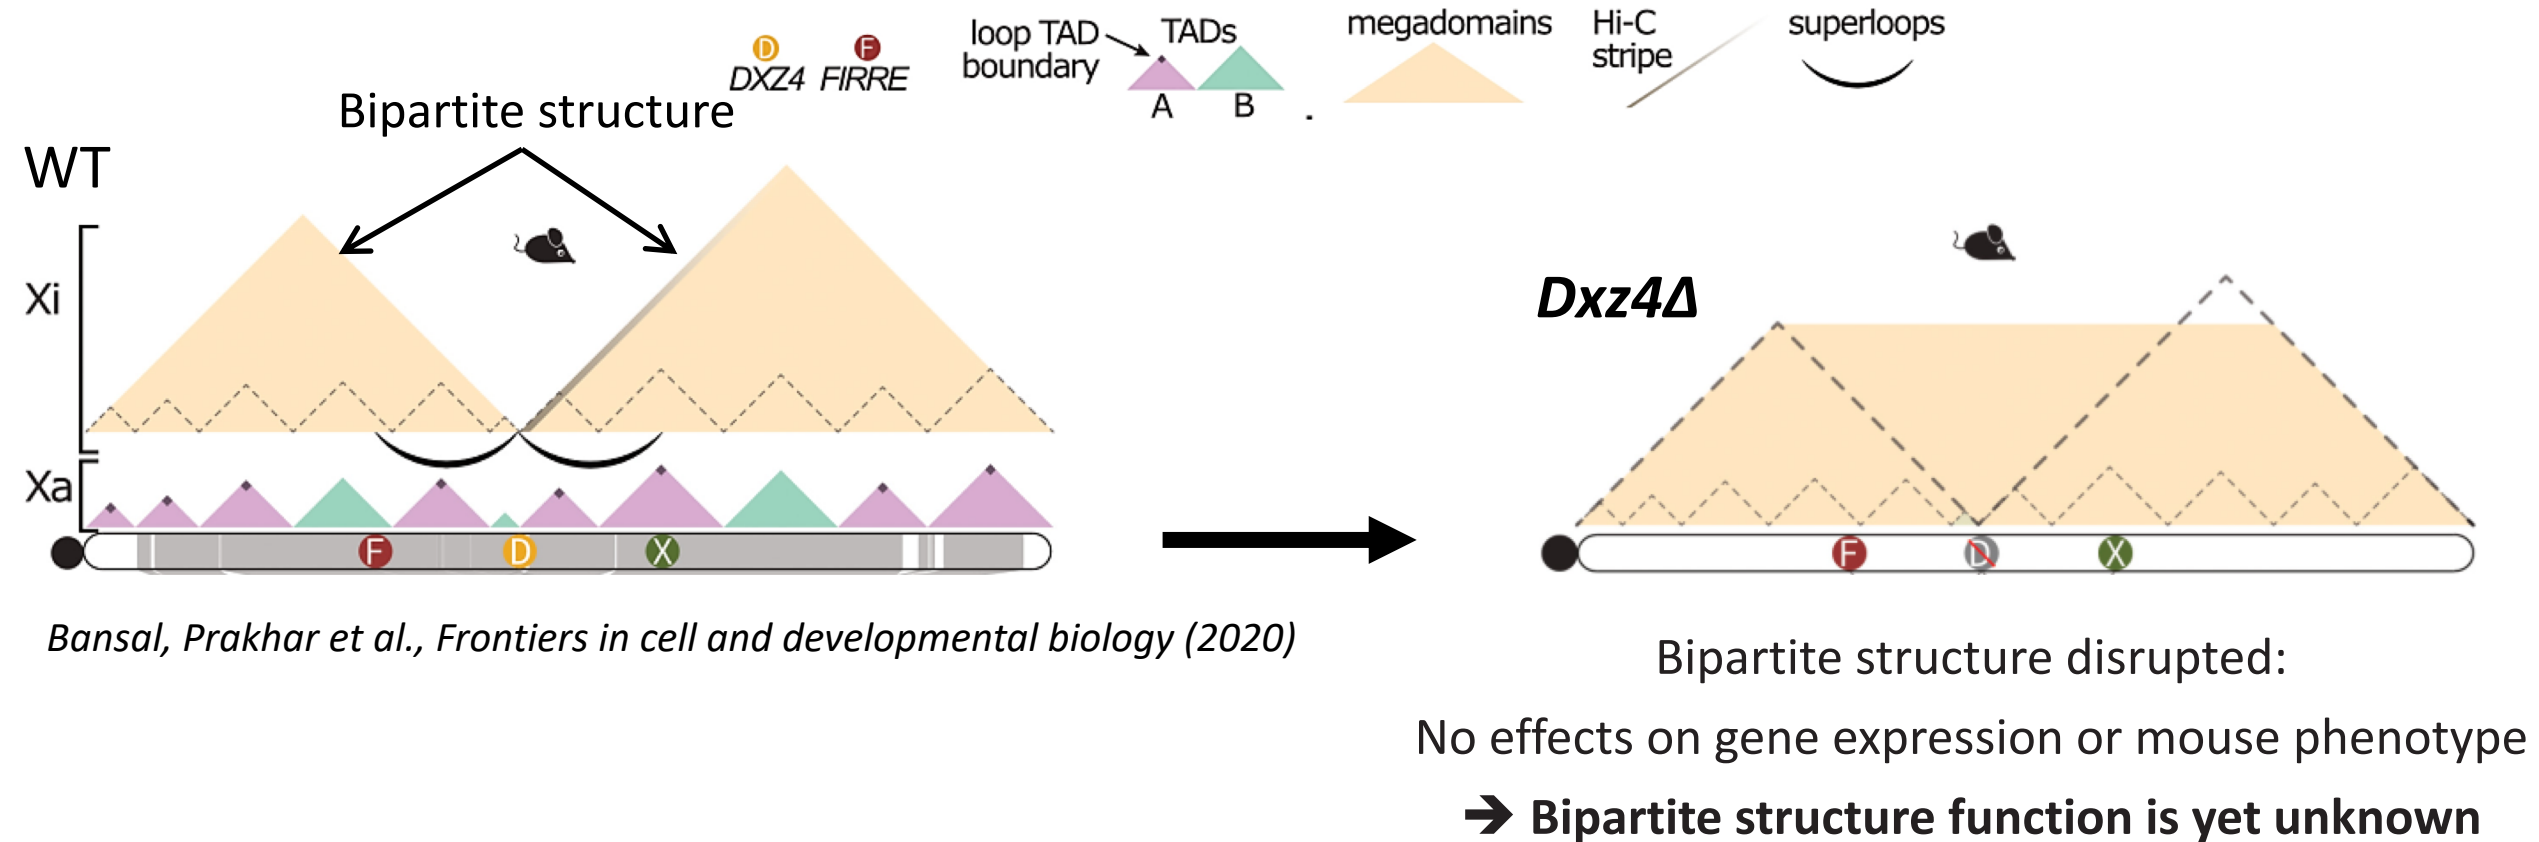 D
DXZ4
F
FIRRE
loop TAD
boundary
TADs
A
B
.
megadomains
Hi-C
stripe
superloops
Bipartite structure
WT
Xi
Xa
F
D
X
Bansal, Prakhar et al., Frontiers in cell and developmental biology (2020)
Dxz4Δ
F
D
X
Bipartite structure disrupted:
No effects on gene expression or mouse phenotype
➔ Bipartite structure function is yet unknown